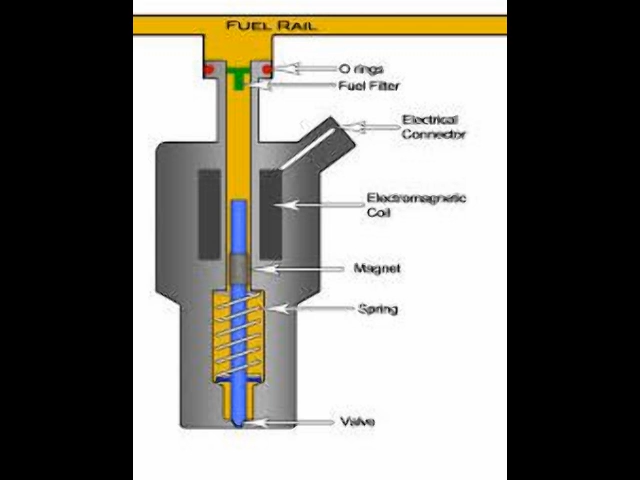 FUEL RAIL
O rings
Fuel Filter
Electrical
Connector
Electromagnetic
Coil
Magnet
Spring
Valve